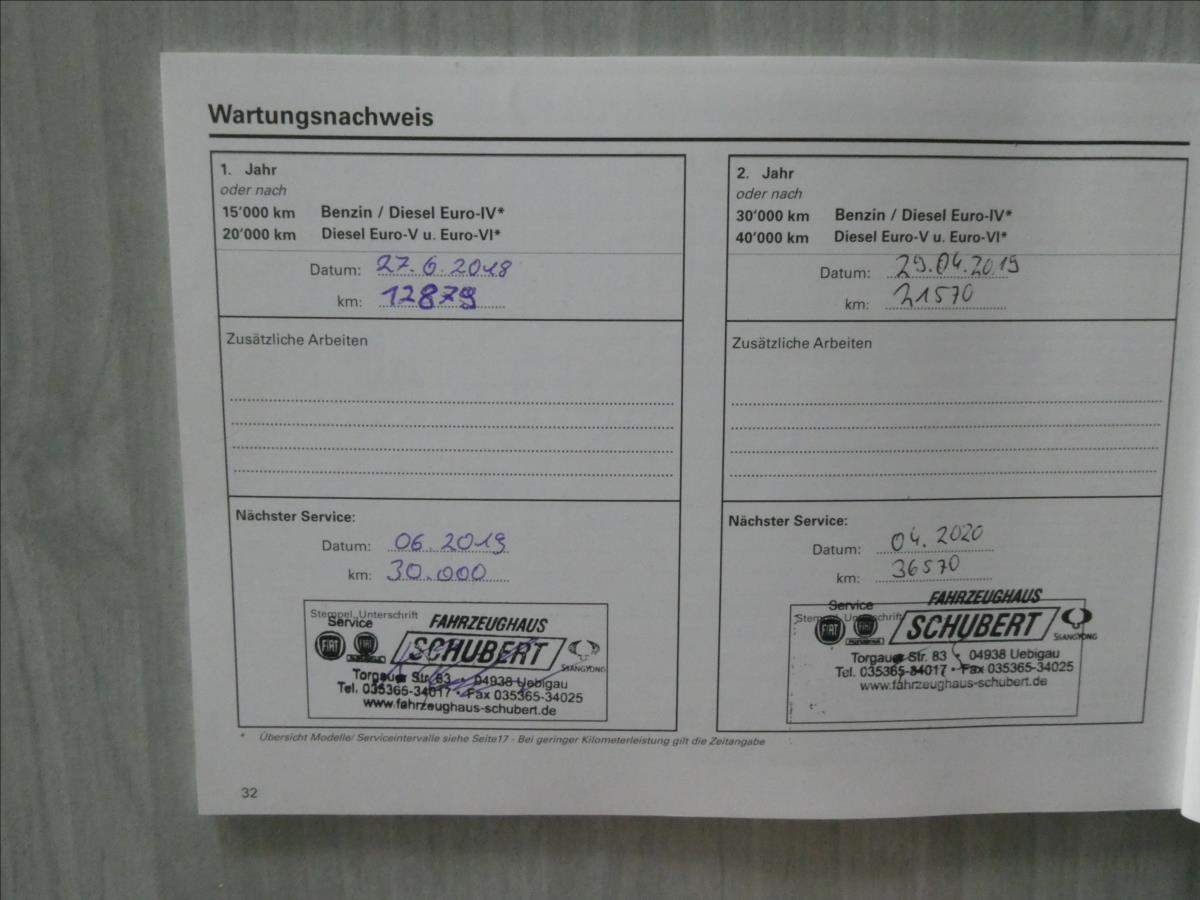 Wartungsnachweis
1. Jahr
oder nach
15'000 km Benzin / Diesel Euro-IV*
20'000 km Diesel Euro-V u. Euro-VI*
Datum: 27.6.2018
km: 12879
Zusätzliche Arbeiten
Nächster Service:
Datum: 06.2019
km: 30.000
Stempel, Unterschrift
Service
FIAT
FAHRZEUGHAUS
SCHUBERT
SSANGYONG
Torgauer Str. 83 • 04938 Uebigau
Tel. 035365-34017 • Fax 035365-34025
www.fahrzeughaus-schubert.de
2. Jahr
oder nach
30'000 km Benzin / Diesel Euro-IV*
40'000 km Diesel Euro-V u. Euro-VI*
Datum: 29.04.2019
km: 21570
Zusätzliche Arbeiten
Nächster Service:
Datum: 04.2020
km: 36570
Service
FIAT
FAHRZEUGHAUS
SCHUBERT
SSANGYONG
Torgauer Str. 83 • 04938 Uebigau
Tel. 035365-34017 • Fax 035365-34025
www.fahrzeughaus-schubert.de
* Übersicht Modelle/ Serviceintervalle siehe Seite17 - Bei geringer Kilometerleistung gilt die Zeitangabe
32